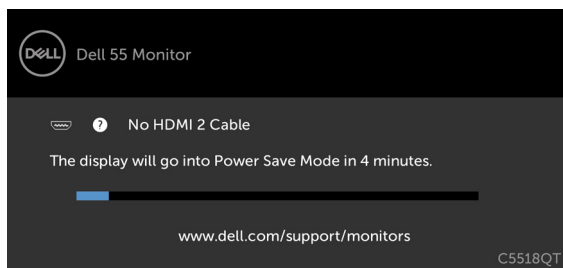 DELL
Dell 55 Monitor
? No HDMI 2 Cable
The display will go into Power Save Mode in 4 minutes.
www.dell.com/support/monitors
C5518QT